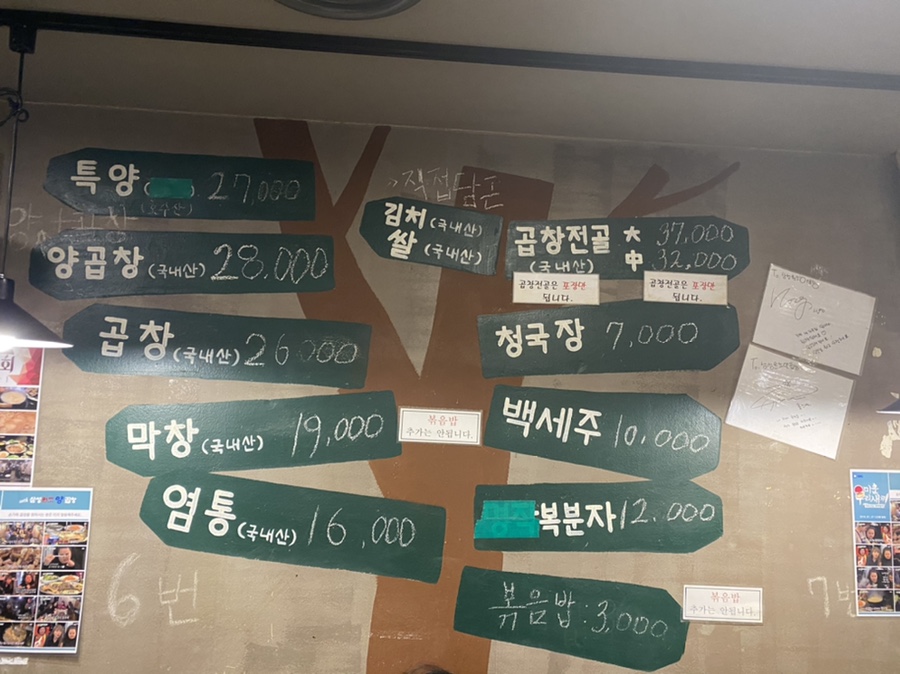 특양 27,000
(호주산)
양곱창 (국내산) 28.000
곱창 (국내산) 26000
막창 (국내산) 19,000
염통 (국내산) 16,000
직접담근
김치 (국내산)
쌀 (국내산)
곱창전골 大 37,000
(국내산) 中 32,000
곱창전골은 포장만
됩니다.
곱창전골은 포장만
됩니다.
청국장 7,000
볶음밥
추가는 안됩니다.
백세주 10,000
복분자 12.000
볶음밥:3,000
볶음밥
추가는 안됩니다.
6번
7번